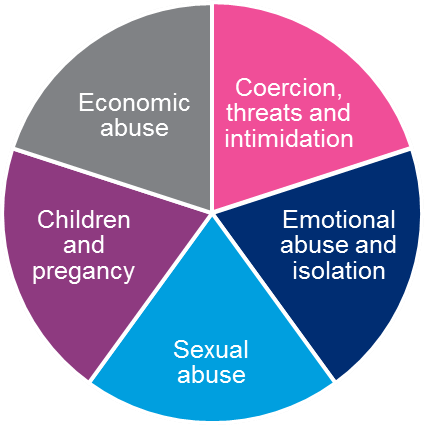 Economic
abuse
Coercion,
threats and
intimidation
Children
and
pregancy
Emotional
abuse and
isolation
Sexual
abuse